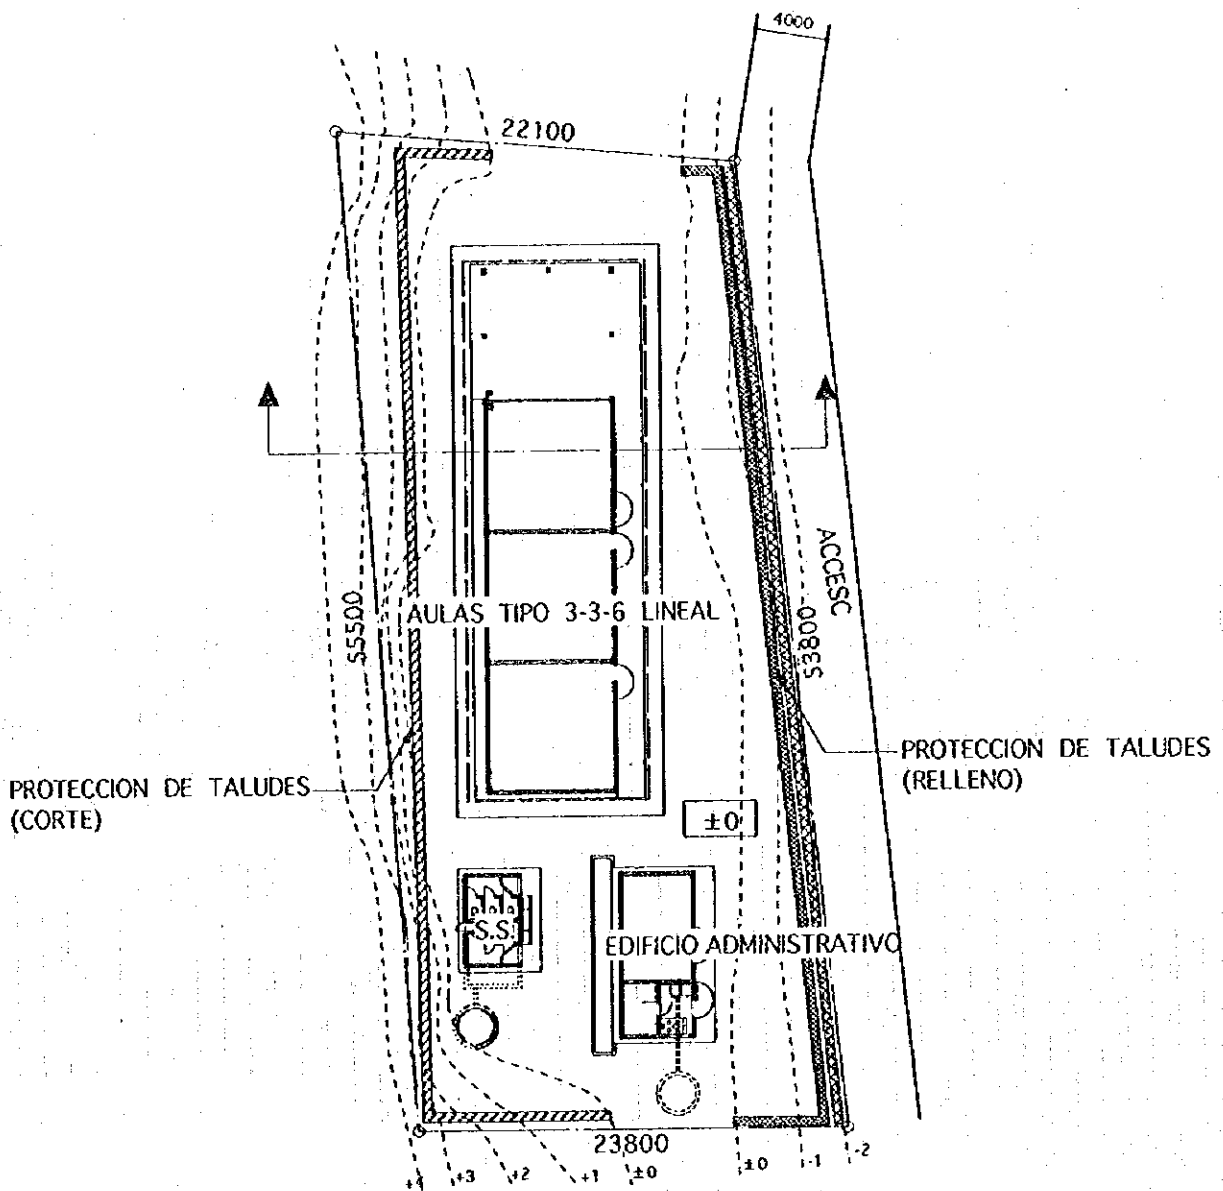 4000
22100
ACCESC
55500
AULAS TIPO 3-3-6 LINEAL
53800
PROTECCION DE TALUDES
(RELLENO)
PROTECCION DE TALUDES
(CORTE)
±0
S.S.
EDIFICIO ADMINISTRATIVO
23800
+4
+3
+2
+1
±0
±0
-1
-2